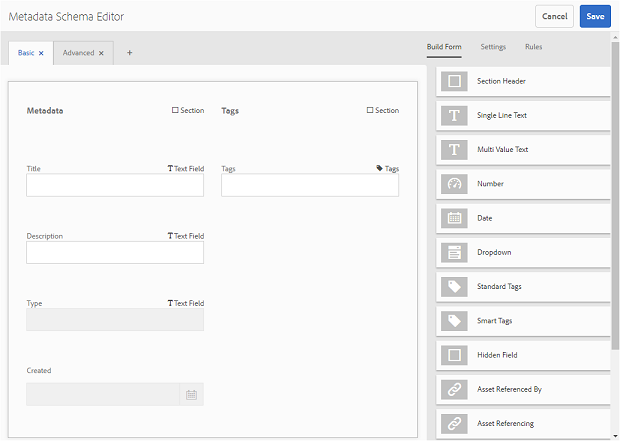 Metadata Schema Editor
Cancel
Save
Basic ×
Advanced ×
+
Build Form
Settings
Rules
Metadata
Section
Tags
Section
Title
Text Field
Tags
Tags
Description
Text Field
Type
Text Field
Created
Section Header
Single Line Text
Multi Value Text
Number
Date
Dropdown
Standard Tags
Smart Tags
Hidden Field
Asset Referenced By
Asset Referencing